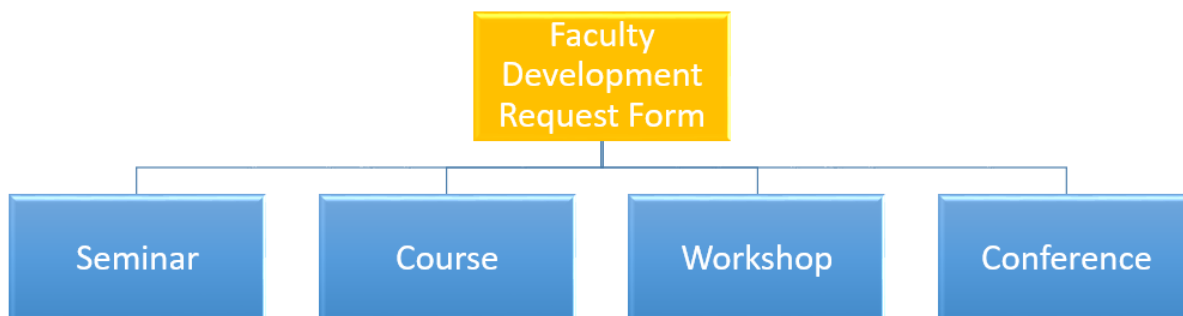 Faculty
Development
Request Form
Seminar
Course
Workshop
Conference